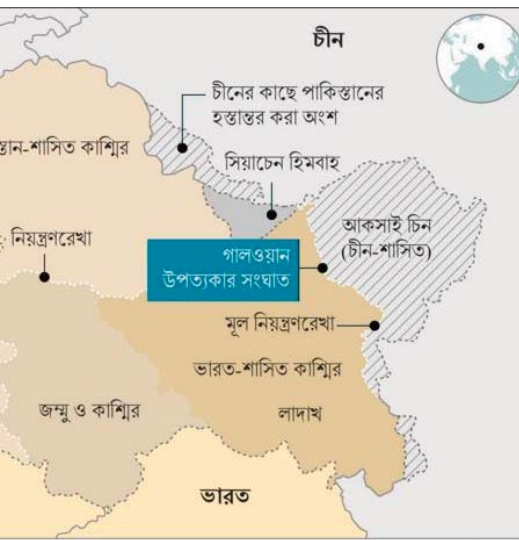 চীন
চীনের কাছে পাকিস্তানের
হস্তান্তর করা অংশ
স্তান-শাসিত কাশ্মির
সিয়াচেন হিমবাহ
আকসাই চিন
(চীন-শাসিত)
নিয়ন্ত্রণরেখা
গালওয়ান
উপত্যকার সংঘাত
মূল নিয়ন্ত্রণরেখা
ভারত-শাসিত কাশ্মির
জম্মু ও কাশ্মির
লাদাখ
ভারত